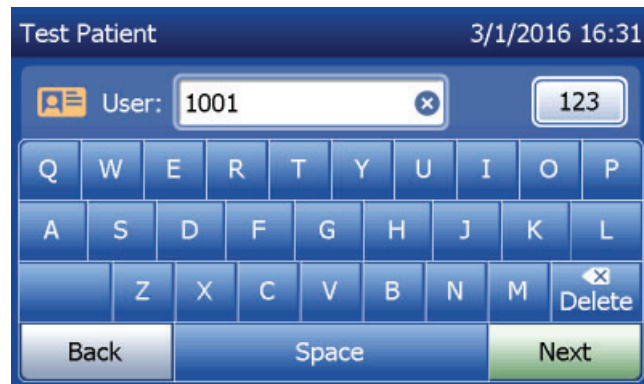 Test Patient 3/1/2016 16:31
User: 1001 123
Q W E R T Y U I O P
A S D F G H J K L
Z X C V B N M Delete
Back Space Next